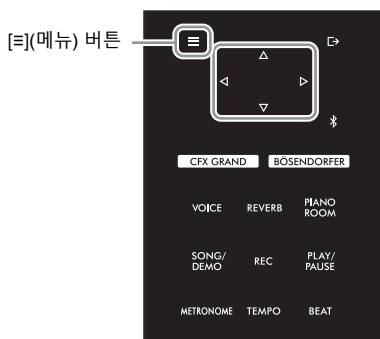 [≡](메뉴) 버튼
CFX GRAND BÖSENDORFER
VOICE REVERB PIANO ROOM
SONG/DEMO REC PLAY/PAUSE
METRONOME TEMPO BEAT